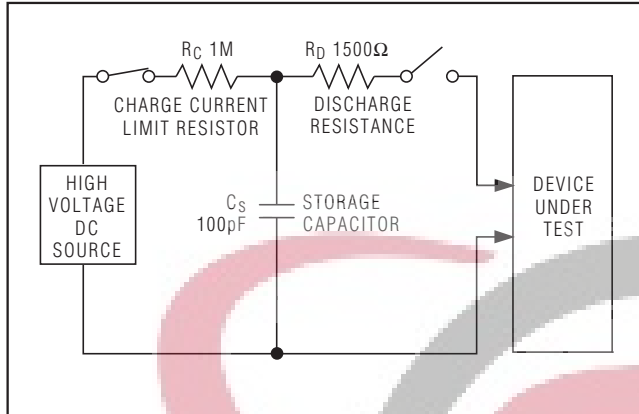 RC 1M
RD 1500Ω
CHARGE CURRENT
LIMIT RESISTOR
DISCHARGE
RESISTANCE
HIGH
VOLTAGE
DC
SOURCE
CS
100pF
STORAGE
CAPACITOR
DEVICE
UNDER
TEST